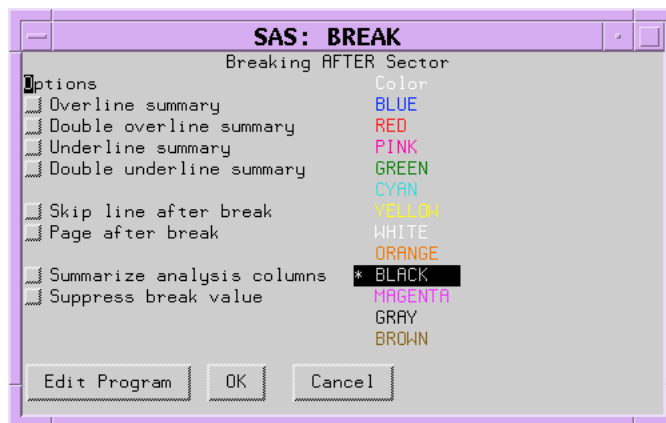 SAS: BREAK
Breaking AFTER Sector
Options Color
Overline summary BLUE
Double overline summary RED
Underline summary PINK
Double underline summary GREEN
CYAN
Skip line after break YELLOW
Page after break WHITE
ORANGE
Summarize analysis columns * BLACK
Suppress break value MAGENTA
GRAY
BROWN
Edit Program OK Cancel